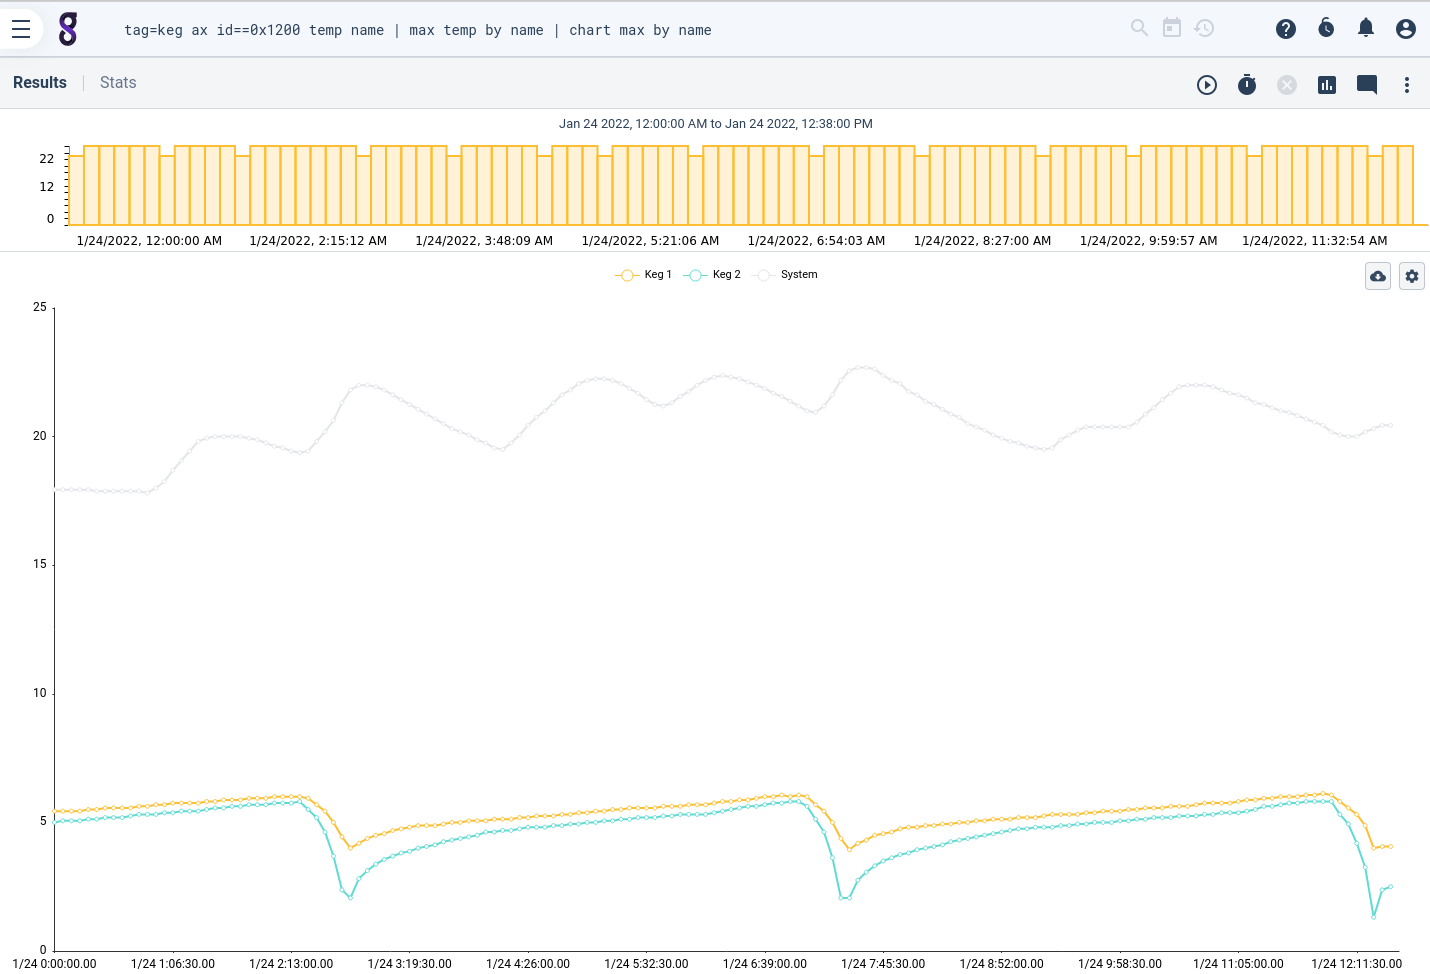 tag=keg ax id==0x1200 temp name | max temp by name | chart max by name
Results Stats
Jan 24 2022, 12:00:00 AM to Jan 24 2022, 12:38:00 PM
22
12
0
1/24/2022, 12:00:00 AM 1/24/2022, 2:15:12 AM 1/24/2022, 3:48:09 AM 1/24/2022, 5:21:06 AM 1/24/2022, 6:54:03 AM 1/24/2022, 8:27:00 AM 1/24/2022, 9:59:57 AM 1/24/2022, 11:32:54 AM
Keg 1 Keg 2 System
25
20
15
10
5
0
1/24 0:00:00.00 1/24 1:06:30.00 1/24 2:13:00.00 1/24 3:19:30.00 1/24 4:26:00.00 1/24 5:32:30.00 1/24 6:39:00.00 1/24 7:45:30.00 1/24 8:52:00.00 1/24 9:58:30.00 1/24 11:05:00.00 1/24 12:11:30.00